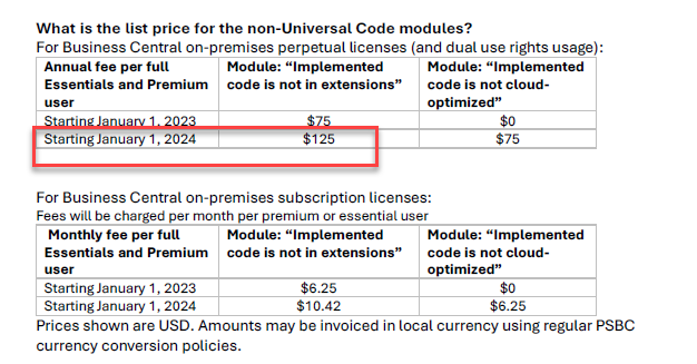 What is the list price for the non-Universal Code modules?
For Business Central on-premises perpetual licenses (and dual use rights usage):
Annual fee per full Essentials and Premium user | Module: “Implemented code is not in extensions” | Module: “Implemented code is not cloud-optimized”
Starting January 1, 2023 | $75 | $0
Starting January 1, 2024 | $125 | $75
For Business Central on-premises subscription licenses:
Fees will be charged per month per premium or essential user
Monthly fee per full Essentials and Premium user | Module: “Implemented code is not in extensions” | Module: “Implemented code is not cloud-optimized”
Starting January 1, 2023 | $6.25 | $0
Starting January 1, 2024 | $10.42 | $6.25
Prices shown are USD. Amounts may be invoiced in local currency using regular PSBC
currency conversion policies.